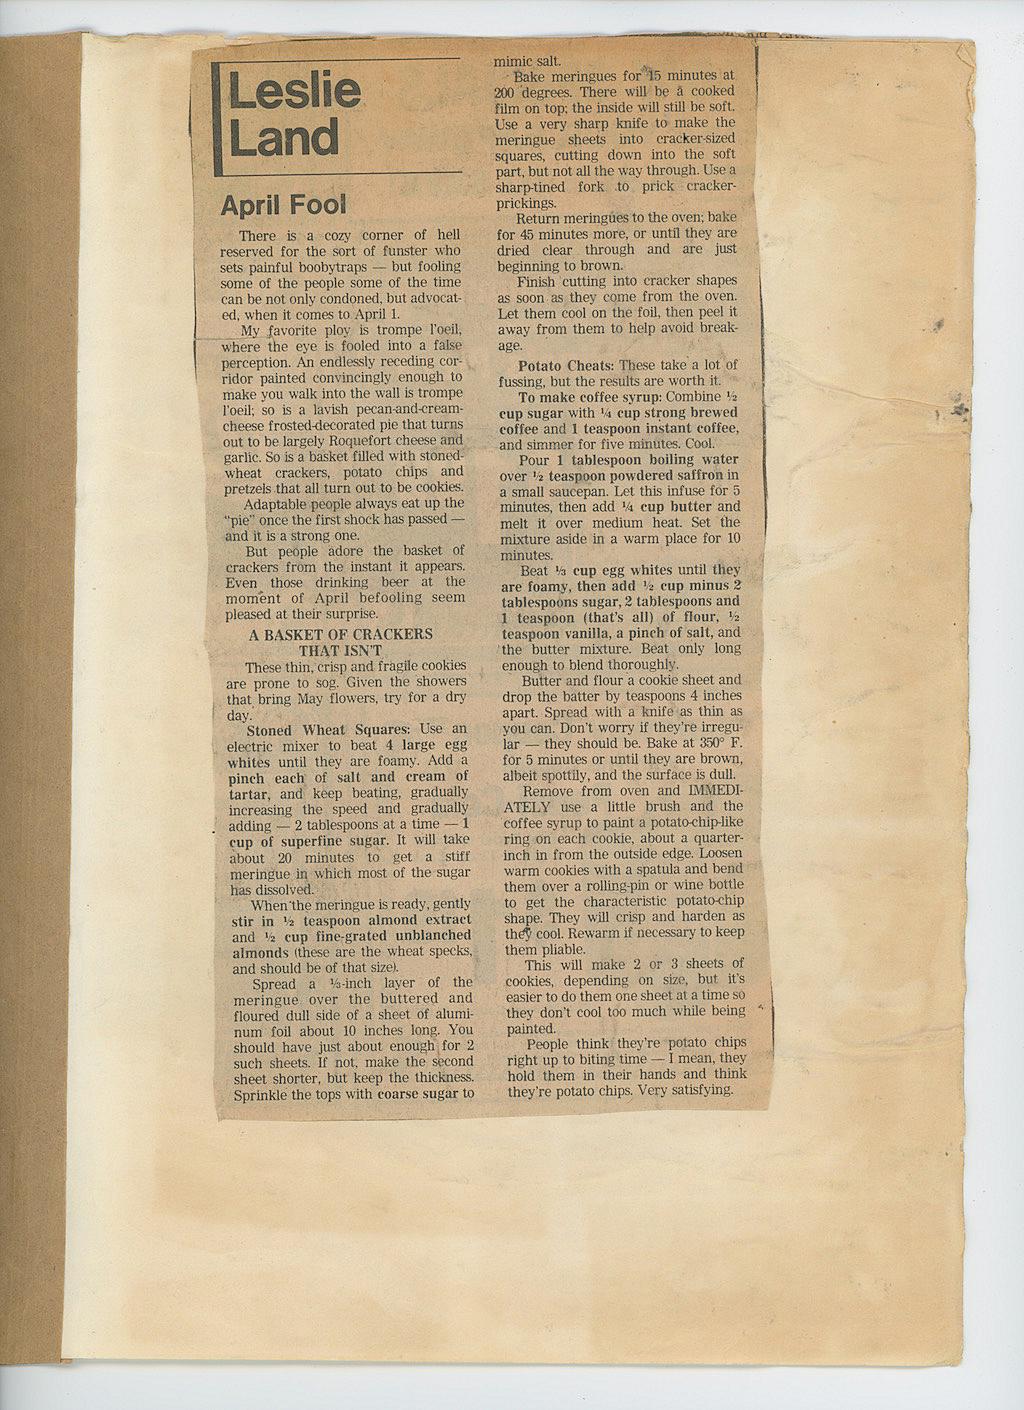 Leslie
Land
April Fool
There is a cozy corner of hell
reserved for the sort of funster who
sets painful boobytraps — but fooling
some of the people some of the time
can be not only condoned, but advocat-
ed, when it comes to April 1.
My favorite ploy is trompe l'oeil,
where the eye is fooled into a false
perception. An endlessly receding cor-
ridor painted convincingly enough to
make you walk into the wall is trompe
l'oeil; so is a lavish pecan-and-cream-
cheese frosted-decorated pie that turns
out to be largely Roquefort cheese and
garlic. So is a basket filled with stoned-
wheat crackers, potato chips and
pretzels that all turn out to be cookies.
Adaptable people always eat up the
"pie" once the first shock has passed —
and it is a strong one.
But people adore the basket of
crackers from the instant it appears.
Even those drinking beer at the
moment of April befooling seem
pleased at their surprise.
A BASKET OF CRACKERS
THAT ISN'T
These thin, crisp and fragile cookies
are prone to sog. Given the showers
that bring May flowers, try for a dry
day.
Stoned Wheat Squares: Use an
electric mixer to beat 4 large egg
whites until they are foamy. Add a
pinch each of salt and cream of
tartar, and keep beating, gradually
increasing the speed and gradually
adding — 2 tablespoons at a time — 1
cup of superfine sugar. It will take
about 20 minutes to get a stiff
meringue in which most of the sugar
has dissolved.
When the meringue is ready, gently
stir in ½ teaspoon almond extract
and ½ cup fine-grated unblanched
almonds (these are the wheat specks,
and should be of that size).
Spread a ⅓-inch layer of the
meringue over the buttered and
floured dull side of a sheet of alumi-
num foil about 10 inches long. You
should have just about enough for 2
such sheets. If not, make the second
sheet shorter, but keep the thickness.
Sprinkle the tops with coarse sugar to
mimic salt.
Bake meringues for 15 minutes at
200 degrees. There will be a cooked
film on top; the inside will still be soft.
Use a very sharp knife to make the
meringue sheets into cracker-sized
squares, cutting down into the soft
part, but not all the way through. Use a
sharp-tined fork to prick cracker-
prickings.
Return meringues to the oven; bake
for 45 minutes more, or until they are
dried clear through and are just
beginning to brown.
Finish cutting into cracker shapes
as soon as they come from the oven.
Let them cool on the foil, then peel it
away from them to help avoid break-
age.
Potato Cheats: These take a lot of
fussing, but the results are worth it.
To make coffee syrup: Combine ½
cup sugar with ¼ cup strong brewed
coffee and 1 teaspoon instant coffee,
and simmer for five minutes. Cool.
Pour 1 tablespoon boiling water
over ½ teaspoon powdered saffron in
a small saucepan. Let this infuse for 5
minutes, then add ¼ cup butter and
melt it over medium heat. Set the
mixture aside in a warm place for 10
minutes.
Beat ⅓ cup egg whites until they
are foamy, then add ½ cup minus 2
tablespoons sugar, 2 tablespoons and
1 teaspoon (that's all) of flour, ½
teaspoon vanilla, a pinch of salt, and
the butter mixture. Beat only long
enough to blend thoroughly.
Butter and flour a cookie sheet and
drop the batter by teaspoons 4 inches
apart. Spread with a knife as thin as
you can. Don't worry if they're irregu-
lar — they should be. Bake at 350° F.
for 5 minutes or until they are brown,
albeit spottily, and the surface is dull.
Remove from oven and IMMEDI-
ATELY use a little brush and the
coffee syrup to paint a potato-chip-like
ring on each cookie, about a quarter-
inch in from the outside edge. Loosen
warm cookies with a spatula and bend
them over a rolling-pin or wine bottle
to get the characteristic potato-chip
shape. They will crisp and harden as
they cool. Rewarm if necessary to keep
them pliable.
This will make 2 or 3 sheets of
cookies, depending on size, but it's
easier to do them one sheet at a time so
they don't cool too much while being
painted.
People think they're potato chips
right up to biting time — I mean, they
hold them in their hands and think
they're potato chips. Very satisfying.